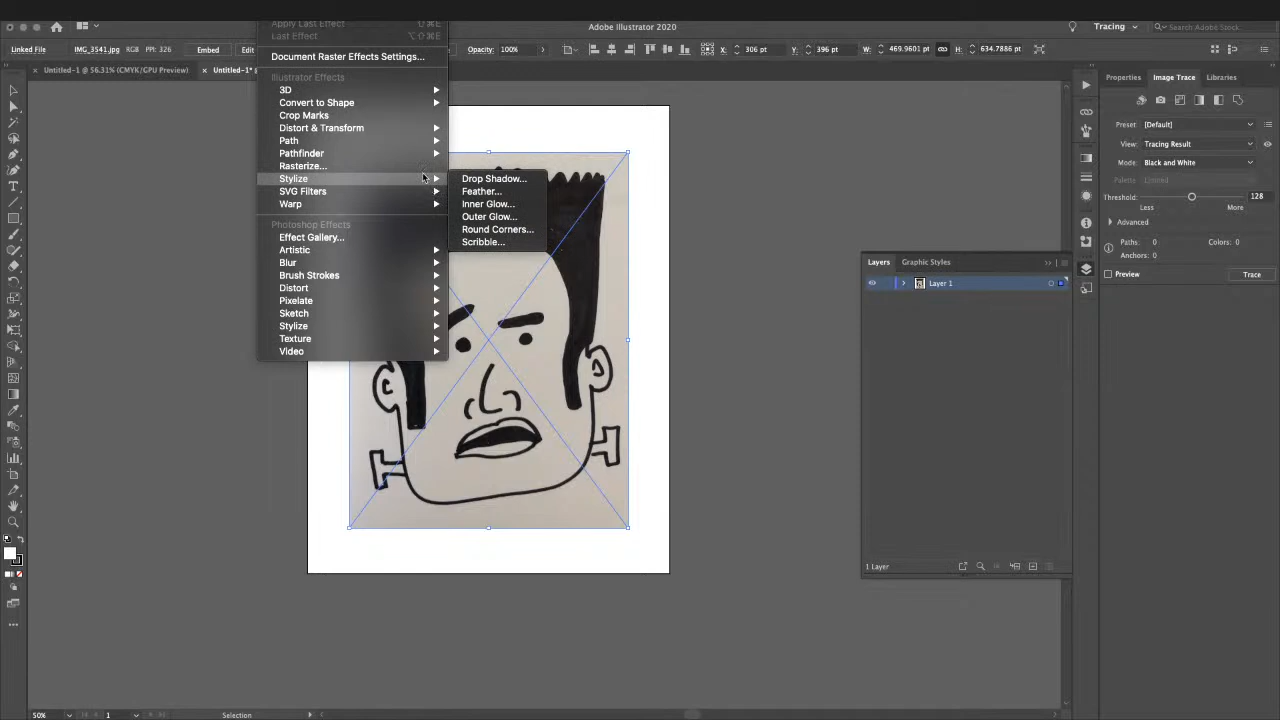 Adobe Illustrator 2020
Tracing
Search Adobe Stock
Apply Last Effect ⇧⌘E
Last Effect ⌥⇧⌘E
Linked File IMG_3541.jpg RGB PPI: 326 Embed Edi
Opacity: 100% X: 306 pt Y: 396 pt W: 469.9601 pt H: 634.7886 pt
Untitled-1 @ 56.31% (CMYK/GPU Preview)
Untitled-1*
Document Raster Effects Settings...
Illustrator Effects
3D
Convert to Shape
Crop Marks
Distort & Transform
Path
Pathfinder
Rasterize...
Stylize
SVG Filters
Warp
Drop Shadow...
Feather...
Inner Glow...
Outer Glow...
Round Corners...
Scribble...
Photoshop Effects
Effect Gallery...
Artistic
Blur
Brush Strokes
Distort
Pixelate
Sketch
Stylize
Texture
Video
Properties Image Trace Libraries
Preset: [Default]
View: Tracing Result
Mode: Black and White
Palette: Limited
Threshold: 128
Less More
Advanced
Paths: 0 Colors: 0
Anchors: 0
Preview Trace
Layers Graphic Styles
Layer 1
1 Layer
50% 1 Selection